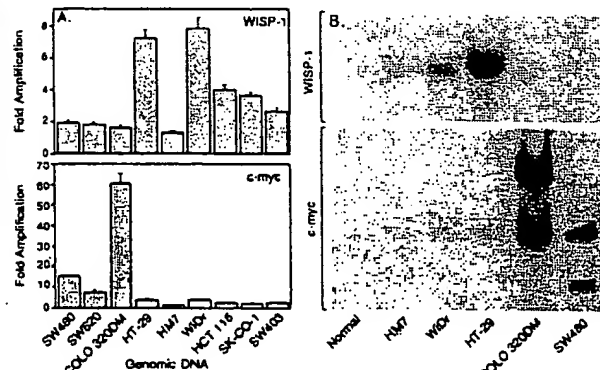 A.
WISP-1
Fold Amplification
8
6
4
2
0
c-myc
Fold Amplification
70
60
50
40
30
20
10
0
SW480
SW620
COLO 320DM
HT-29
HM7
WiDr
HCT 116
SK-CO-1
SW403
Genomic DNA
B.
WISP-1
c-myc
Normal
HM7
WiDr
HT-29
COLO 320DM
SW480